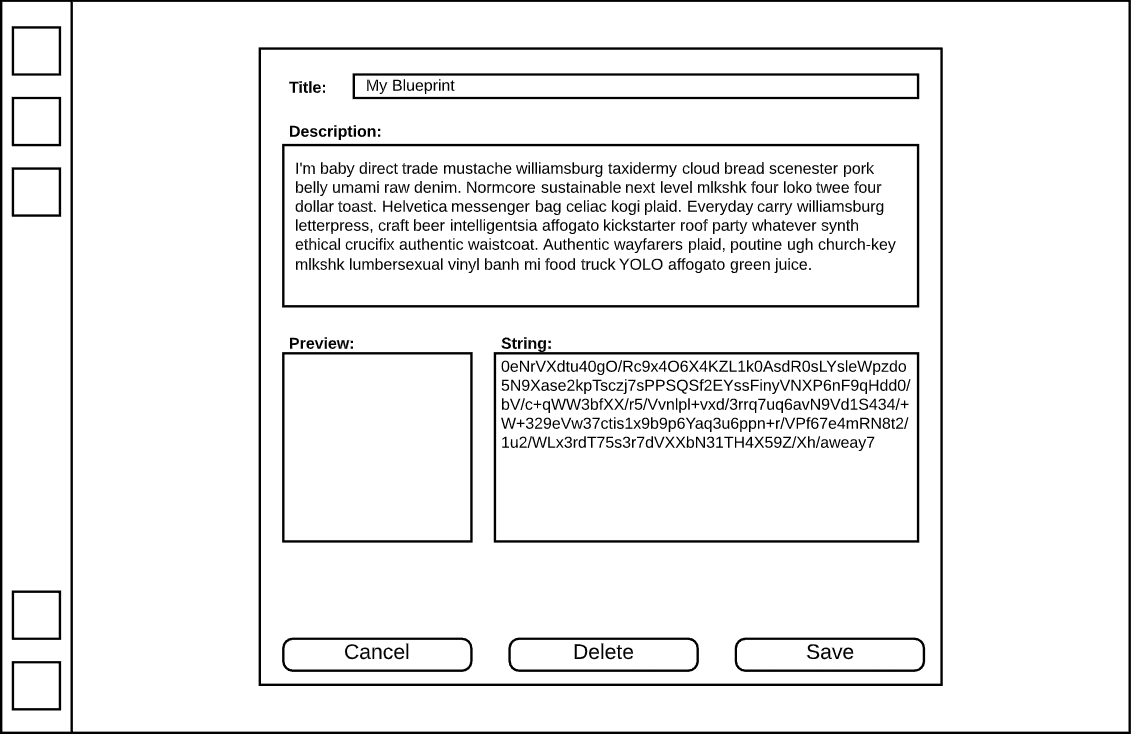 Title: My Blueprint
Description:
I'm baby direct trade mustache williamsburg taxidermy cloud bread scenester pork
belly umami raw denim. Normcore sustainable next level mlkshk four loko twee four
dollar toast. Helvetica messenger bag celiac kogi plaid. Everyday carry williamsburg
letterpress, craft beer intelligentsia affogato kickstarter roof party whatever synth
ethical crucifix authentic waistcoat. Authentic wayfarers plaid, poutine ugh church-key
mlkshk lumbersexual vinyl banh mi food truck YOLO affogato green juice.
Preview:
String:
0eNrVXdtu40gO/Rc9x4O6X4KZL1k0AsdR0sLYsleWpzdo
5N9Xase2kpTsczj7sPPSQSf2EYssFinyVNXP6nF9qHdd0/
bV/c+qWW3bfXX/r5/Vvnlpl+vxd/3rrq7uq6avN9Vd1S434/+
W+329eVw37ctis1x9b9p6Yaq3u6ppn+r/VPf67e4mRN8t2/
1u2/WLx3rdT75s3r7dVXXbN31TH4X59Z/Xh/aweay7